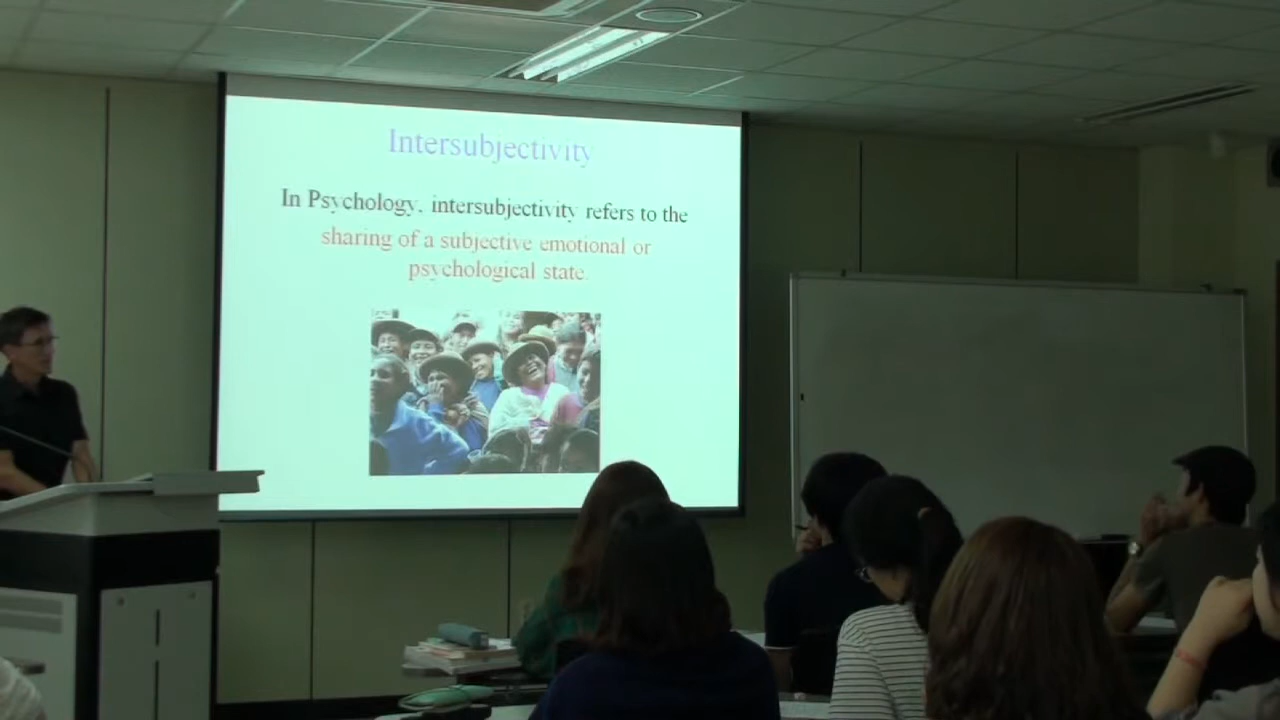 Intersubjectivity
In Psychology, intersubjectivity refers to the
sharing of a subjective emotional or
psychological state